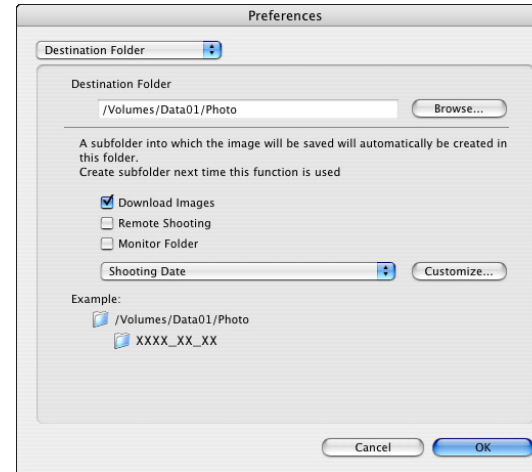 Preferences
Destination Folder
Destination Folder
/Volumes/Data01/Photo
Browse...
A subfolder into which the image will be saved will automatically be created in
this folder.
Create subfolder next time this function is used
Download Images
Remote Shooting
Monitor Folder
Shooting Date
Customize...
Example:
/Volumes/Data01/Photo
XXXX_XX_XX
Cancel
OK